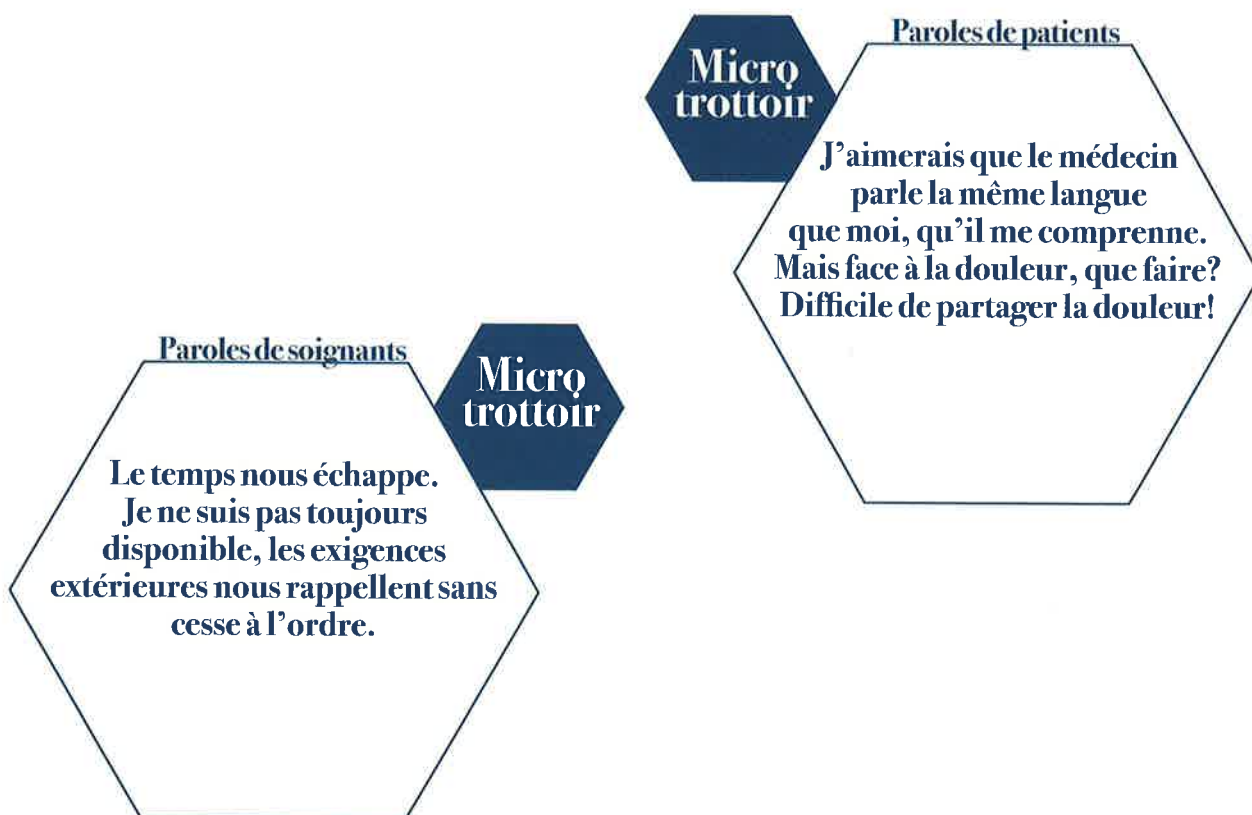 Paroles de patients
Micro
trottoir
J’aimerais que le médecin
parle la même langue
que moi, qu’il me comprenne.
Mais face à la douleur, que faire?
Difficile de partager la douleur!
Paroles de soignants
Micro
trottoir
Le temps nous échappe.
Je ne suis pas toujours
disponible, les exigences
extérieures nous rappellent sans
cesse à l’ordre.